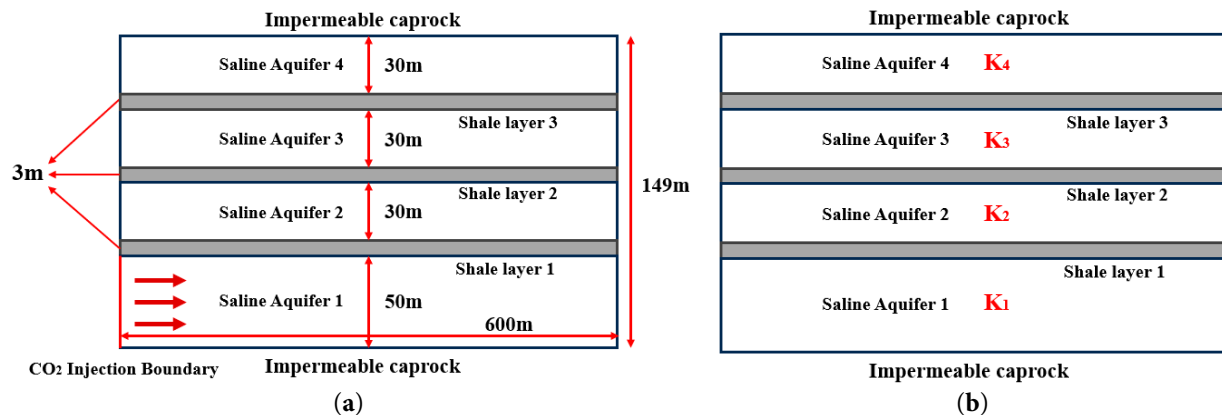 Impermeable caprock
Saline Aquifer 4
30m
Shale layer 3
Saline Aquifer 3
30m
3m
149m
Shale layer 2
Saline Aquifer 2
30m
Shale layer 1
Saline Aquifer 1
50m
600m
CO2 Injection Boundary
Impermeable caprock
(a)
Impermeable caprock
Saline Aquifer 4 K4
Shale layer 3
Saline Aquifer 3 K3
Shale layer 2
Saline Aquifer 2 K2
Shale layer 1
Saline Aquifer 1 K1
Impermeable caprock
(b)